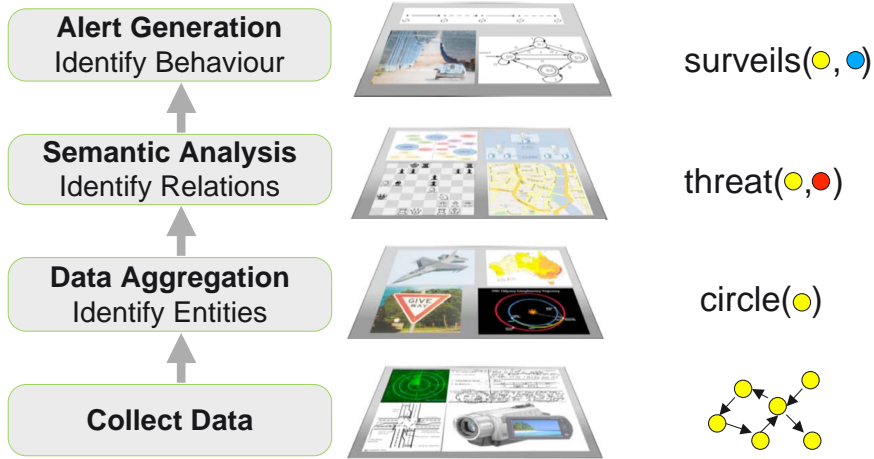 Alert Generation
Identify Behaviour
surveils( , )
Semantic Analysis
Identify Relations
threat( , )
Data Aggregation
Identify Entities
GIVE
WAY
circle( )
Collect Data